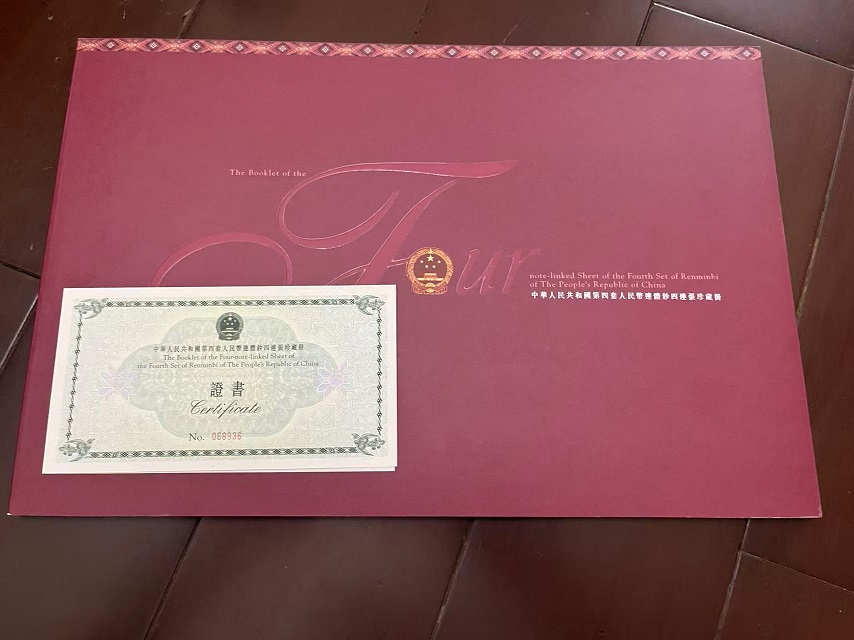 The Booklet of the
Four
note-linked Sheet of the Fourth Set of Renminbi
of The People's Republic of China
中華人民共和國第四套人民幣連體鈔四連張珍藏冊
中華人民共和國第四套人民幣連體鈔四連張珍藏冊
The Booklet of the Four-note-linked Sheet of
the Fourth Set of Renminbi of The People's Republic of China
證書
Certificate
No. 068936